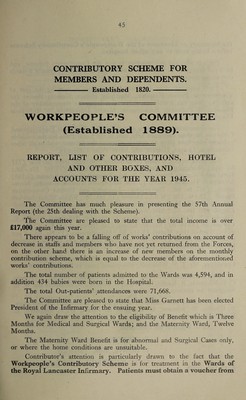 45
CONTRIBUTORY SCHEME FOR
MEMBERS AND DEPENDENTS.
Established 1820.
WORKPEOPLE'S COMMITTEE
(Established 1889).
REPORT, LIST OF CONTRIBUTIONS, HOTEL
AND OTHER BOXES, AND
ACCOUNTS FOR THE YEAR 1945.
The Committee has much pleasure in presenting the 57th Annual
Report (the 25th dealing with the Scheme).
The Committee are pleased to state that the total income is over
£17,000 again this year.
There appears to be a falling off of works' contributions on account of
decrease in staffs and members who have not yet returned from the Forces,
on the other hand there is an increase of new members on the monthly
contribution scheme, which is equal to the decrease of the aforementioned
works' contributions.
The total number of patients admitted to the Wards was 4,594, and in
addition 434 babies were born in the Hospital.
The total Out-patients' attendances were 71,668.
The Committee are pleased to state that Miss Garnett has been elected
President of the Infirmary for the coming year.
We again draw the attention to the eligibility of Benefit which is Three
Months for Medical and Surgical Wards; and the Maternity Ward, Twelve
Months.
The Maternity Ward Benefit is for abnormal and Surgical Cases only,
or where the home conditions are unsuitable.
Contributor's attention is particularly drawn to the fact that the
Workpeople's Contributory Scheme is for treatment in the Wards of
the Royal Lancaster Infirmary. Patients must obtain a voucher from